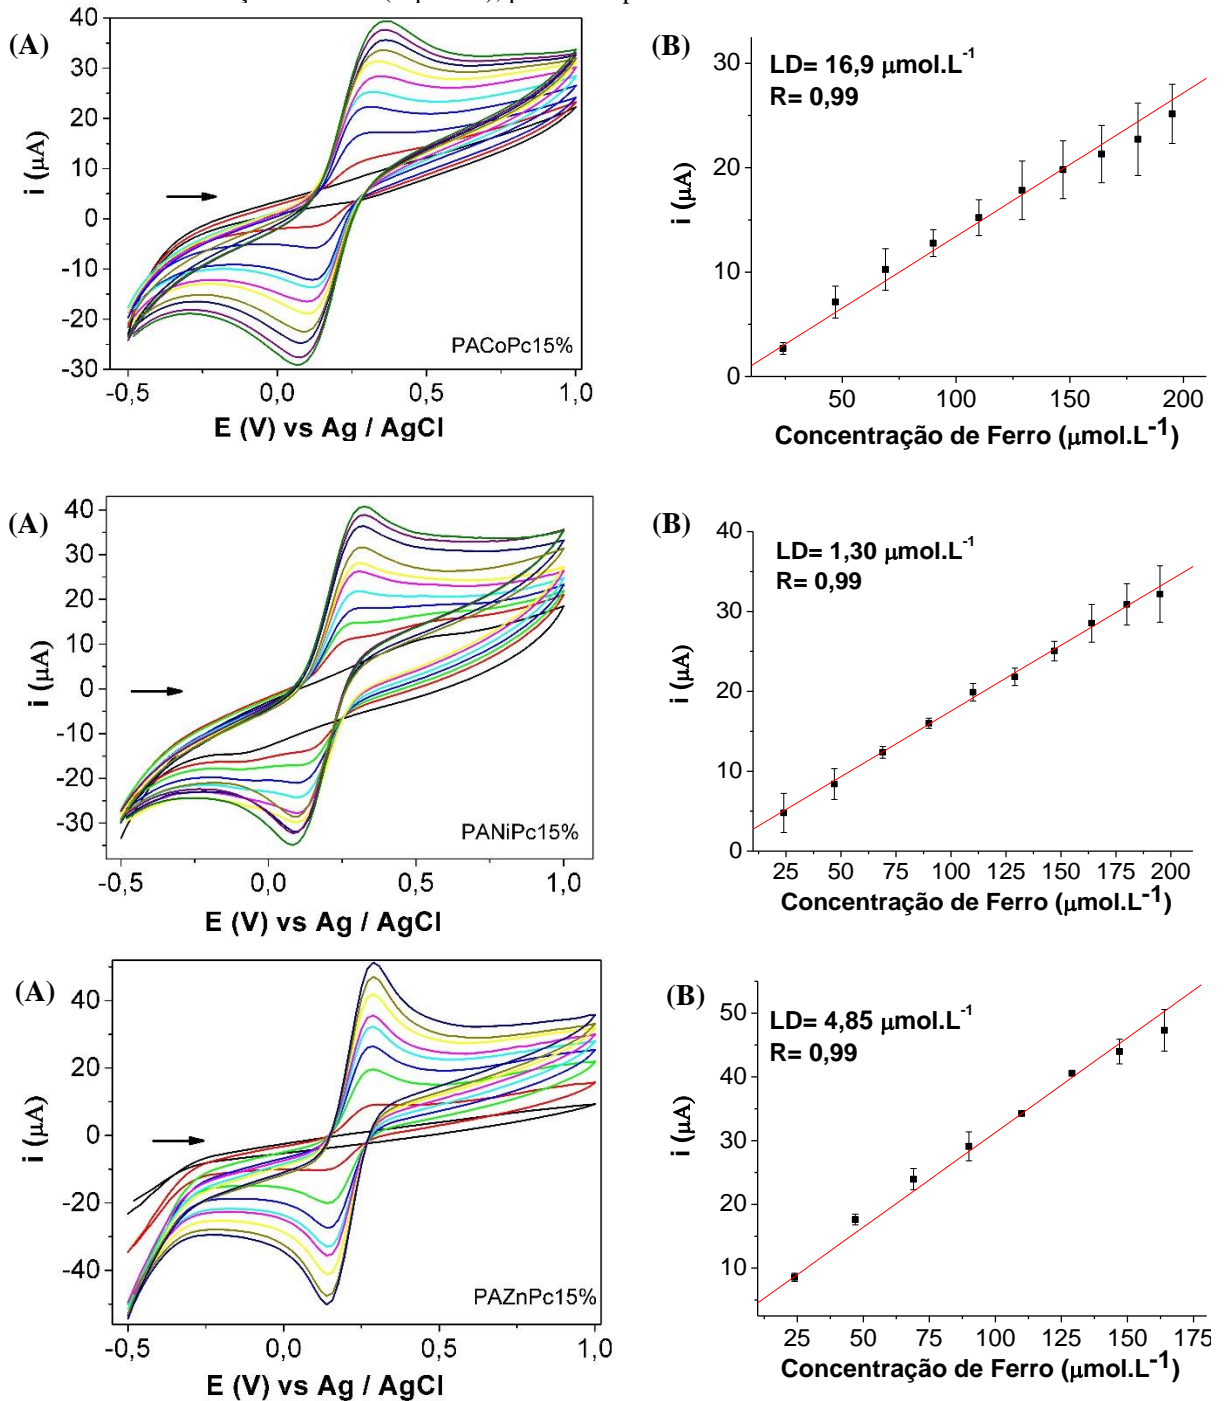 (A)
40
30
20
10
0
-10
-20
-30
i (μA)
-0,5
0,0
0,5
1,0
PACoPc15%
E (V) vs Ag / AgCl
(B)
LD= 16,9 μmol.L-1
R= 0,99
30
20
10
0
i (μA)
50
100
150
200
Concentração de Ferro (μmol.L-1)
(A)
40
30
20
10
0
-10
-20
-30
i (μA)
-0,5
0,0
0,5
1,0
PANiPc15%
E (V) vs Ag / AgCl
(B)
LD= 1,30 μmol.L-1
R= 0,99
40
30
20
10
0
i (μA)
25
50
75
100
125
150
175
200
Concentração de Ferro (μmol.L-1)
(A)
40
20
0
-20
-40
i (μA)
-0,5
0,0
0,5
1,0
PAZnPc15%
E (V) vs Ag / AgCl
(B)
LD= 4,85 μmol.L-1
R= 0,99
50
40
30
20
10
i (μA)
25
50
75
100
125
150
175
Concentração de Ferro (μmol.L-1)